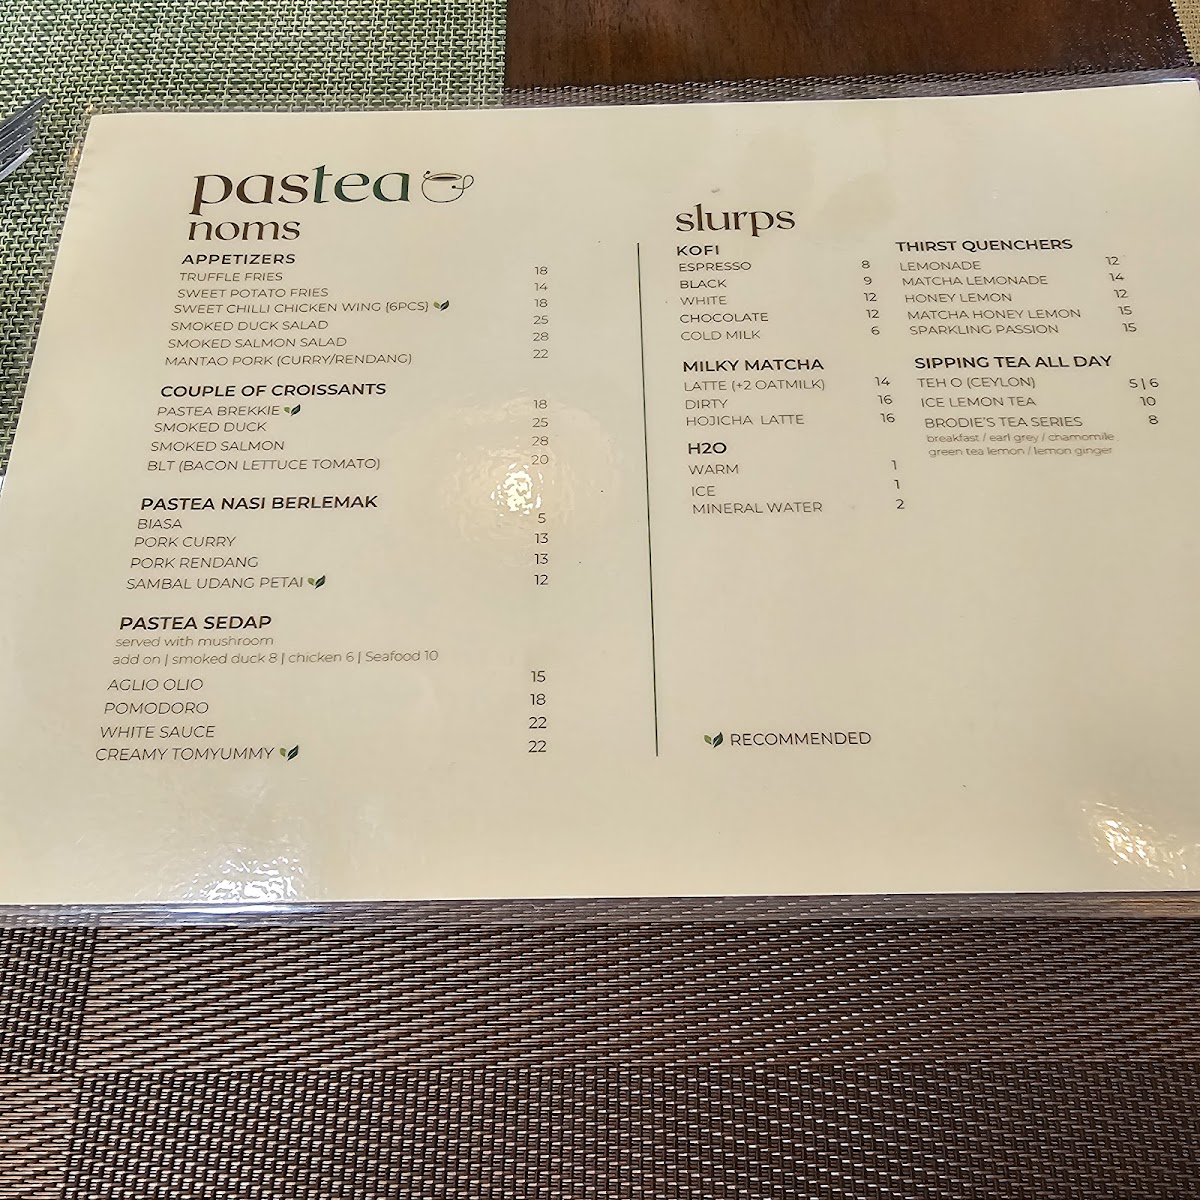 pastea
noms
APPETIZERS
TRUFFLE FRIES 18
SWEET POTATO FRIES 14
SWEET CHILLI CHICKEN WING (6PCS) 18
SMOKED DUCK SALAD 25
SMOKED SALMON SALAD 28
MANTAO PORK (CURRY/RENDANG) 22
COUPLE OF CROISSANTS
PASTEA BREKKIE 18
SMOKED DUCK 25
SMOKED SALMON 28
BLT (BACON LETTUCE TOMATO) 20
PASTEA NASI BERLEMAK
BIASA 5
PORK CURRY 13
PORK RENDANG 13
SAMBAL UDANG PETAI 12
PASTEA SEDAP
served with mushroom
add on | smoked duck 8 | chicken 6 | Seafood 10
AGLIO OLIO 15
POMODORO 18
WHITE SAUCE 22
CREAMY TOMYUMMY 22
slurps
KOFI
ESPRESSO 8
BLACK 9
WHITE 12
CHOCOLATE 12
COLD MILK 6
MILKY MATCHA
LATTE (+2 OATMILK) 14
DIRTY 16
HOJICHA LATTE 16
H2O
WARM 1
ICE 1
MINERAL WATER 2
THIRST QUENCHERS
LEMONADE 12
MATCHA LEMONADE 14
HONEY LEMON 12
MATCHA HONEY LEMON 15
SPARKLING PASSION 15
SIPPING TEA ALL DAY
TEH O (CEYLON) 5 | 6
ICE LEMON TEA 10
BRODIE'S TEA SERIES 8
breakfast / earl grey / chamomile
green tea lemon / lemon ginger
RECOMMENDED